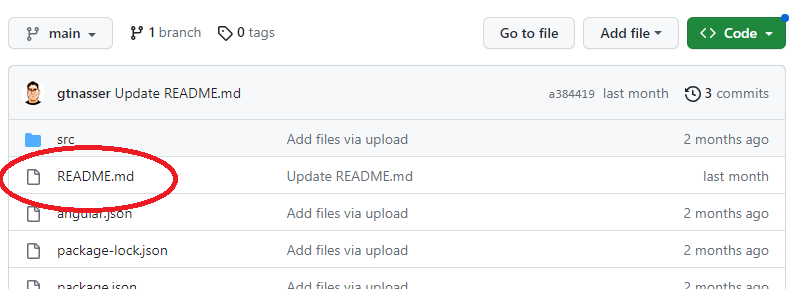 main 1 branch 0 tags Go to file Add file <> Code
gtnasser Update README.md a384419 last month 3 commits
src Add files via upload 2 months ago
README.md Update README.md last month
angular.json Add files via upload 2 months ago
package-lock.json Add files via upload 2 months ago
package.json Add files via upload 2 months ago